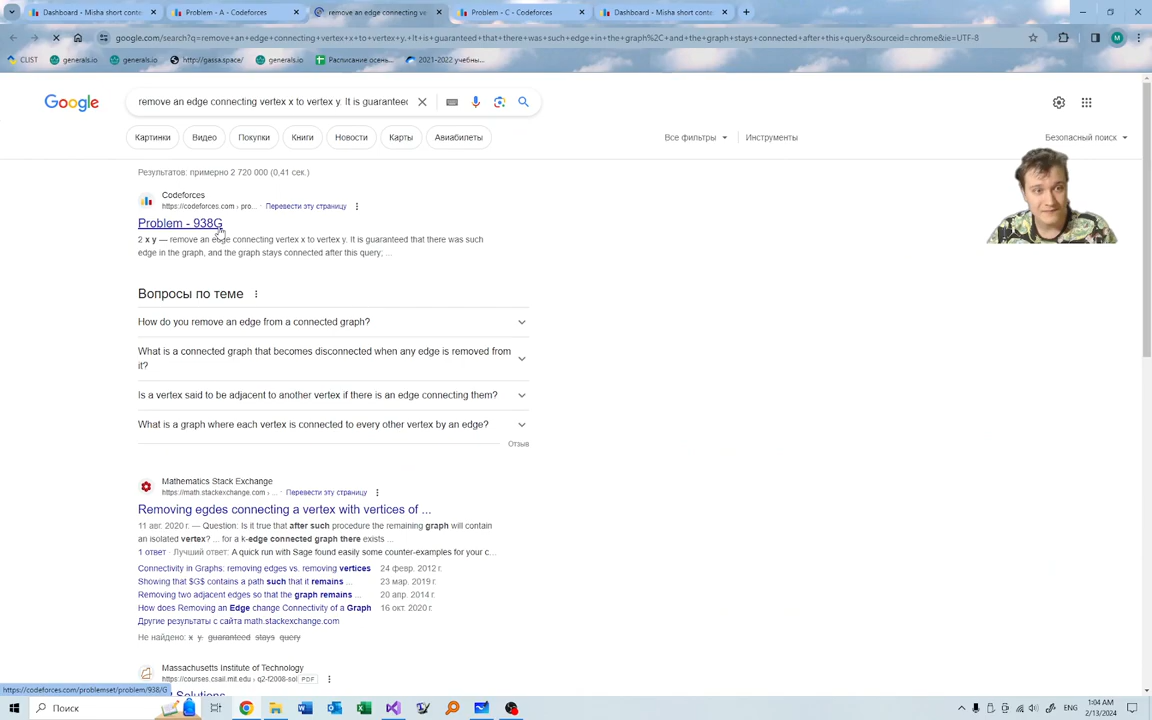 Dashboard - Misha short conte
Problem - A - Codeforces
remove an edge connecting ve
Problem - C - Codeforces
Dashboard - Misha short conte
google.com/search?q=remove+an+edge+connecting+vertex+x+to+vertex+y.+It+is+guaranteed+that+there+was+such+edge+in+the+graph%2C+and+the+graph+stays+connected+after+this+query&sourceid=chrome&ie=UTF-8
M
CLIST
generals.io
generals.io
http://gassa.space/
generals.io
Расписание осень...
2021-2022 учебны...
Google
remove an edge connecting vertex x to vertex y. It is guaranteed
Картинки
Видео
Покупки
Книги
Новости
Карты
Авиабилеты
Все фильтры
Инструменты
Безопасный поиск
Результатов: примерно 2 720 000 (0,41 сек.)
Codeforces
https://codeforces.com › pro... · Перевести эту страницу
Problem - 938G
2 x y — remove an edge connecting vertex x to vertex y. It is guaranteed that there was such
edge in the graph, and the graph stays connected after this query; ...
Вопросы по теме
How do you remove an edge from a connected graph?
What is a connected graph that becomes disconnected when any edge is removed from
it?
Is a vertex said to be adjacent to another vertex if there is an edge connecting them?
What is a graph where each vertex is connected to every other vertex by an edge?
Отзыв
Mathematics Stack Exchange
https://math.stackexchange.com › ... · Перевести эту страницу
Removing egdes connecting a vertex with vertices of ...
11 авг. 2020 г. — Question: Is it true that after such procedure the remaining graph will contain
an isolated vertex? ... for a k-edge connected graph there exists ...
1 ответ · Лучший ответ: A quick run with Sage found easily some counter-examples for your c...
Connectivity in Graphs: removing edges vs. removing vertices 24 февр. 2012 г.
Showing that $G$ contains a path such that it remains ... 23 мар. 2019 г.
Removing two adjacent edges so that the graph remains ... 20 апр. 2014 г.
How does Removing an Edge change Connectivity of a Graph 16 окт. 2020 г.
Другие результаты с сайта math.stackexchange.com
Не найдено: x y. guaranteed stays query
Massachusetts Institute of Technology
https://courses.csail.mit.edu › q2-f2008-sol PDF
Solutions
https://codeforces.com/problemset/problem/938/G
Поиск
ENG
1:04 AM
2/13/2024